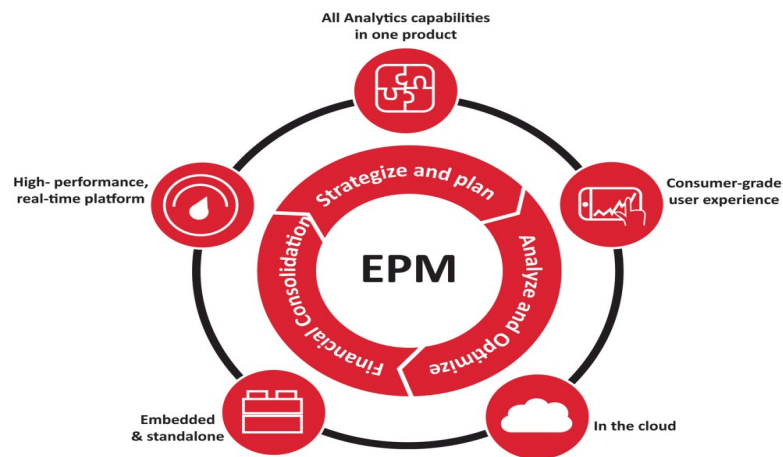 All Analytics capabilities
in one product
High- performance,
real-time platform
Consumer-grade
user experience
Strategize and plan
Analyze and Optimize
Financial Consolidation
EPM
Embedded
& standalone
In the cloud